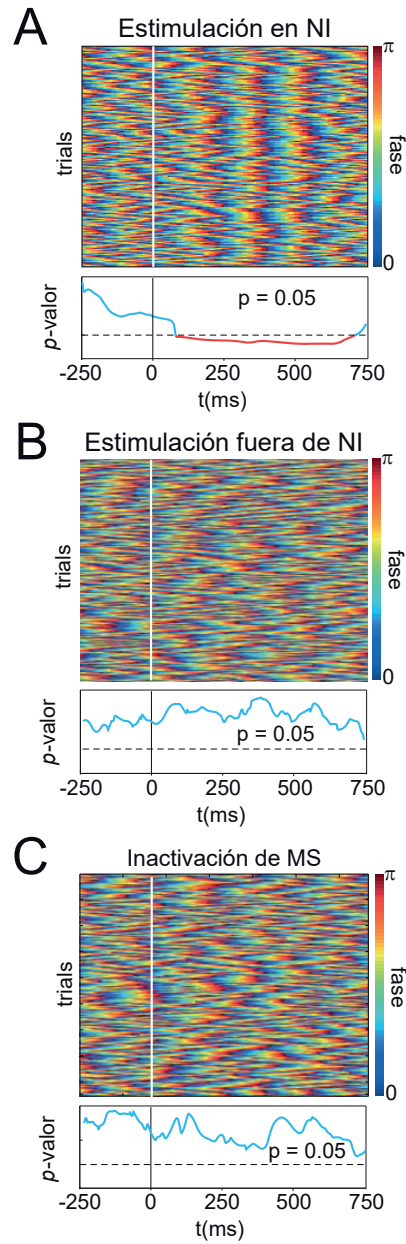 A
Estimulación en NI
trials
π
fase
0
p-valor
p = 0.05
-250 0 250 500 750
t(ms)
B
Estimulación fuera de NI
trials
π
fase
0
p-valor
p = 0.05
-250 0 250 500 750
t(ms)
C
Inactivación de MS
trials
π
fase
0
p-valor
p = 0.05
-250 0 250 500 750
t(ms)